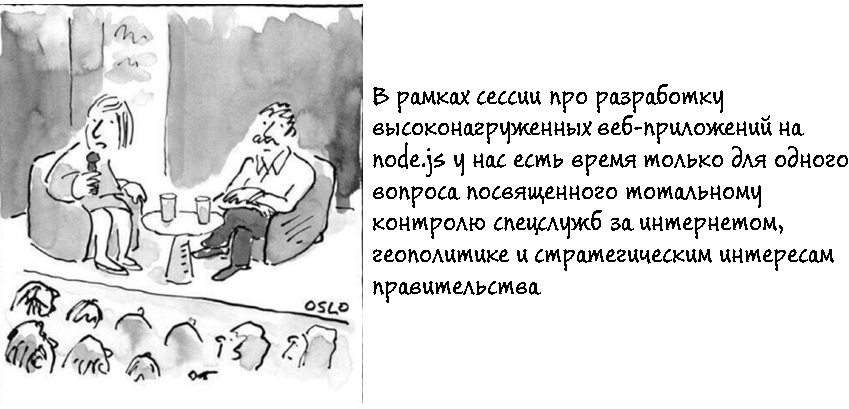 В рамках сессии про разработку
высоконагруженных веб-приложений на
node.js у нас есть время только для одного
вопроса посвященного тотальному
контролю спецслужб за интернетом,
геополитике и стратегическим интересам
правительства
OSLO